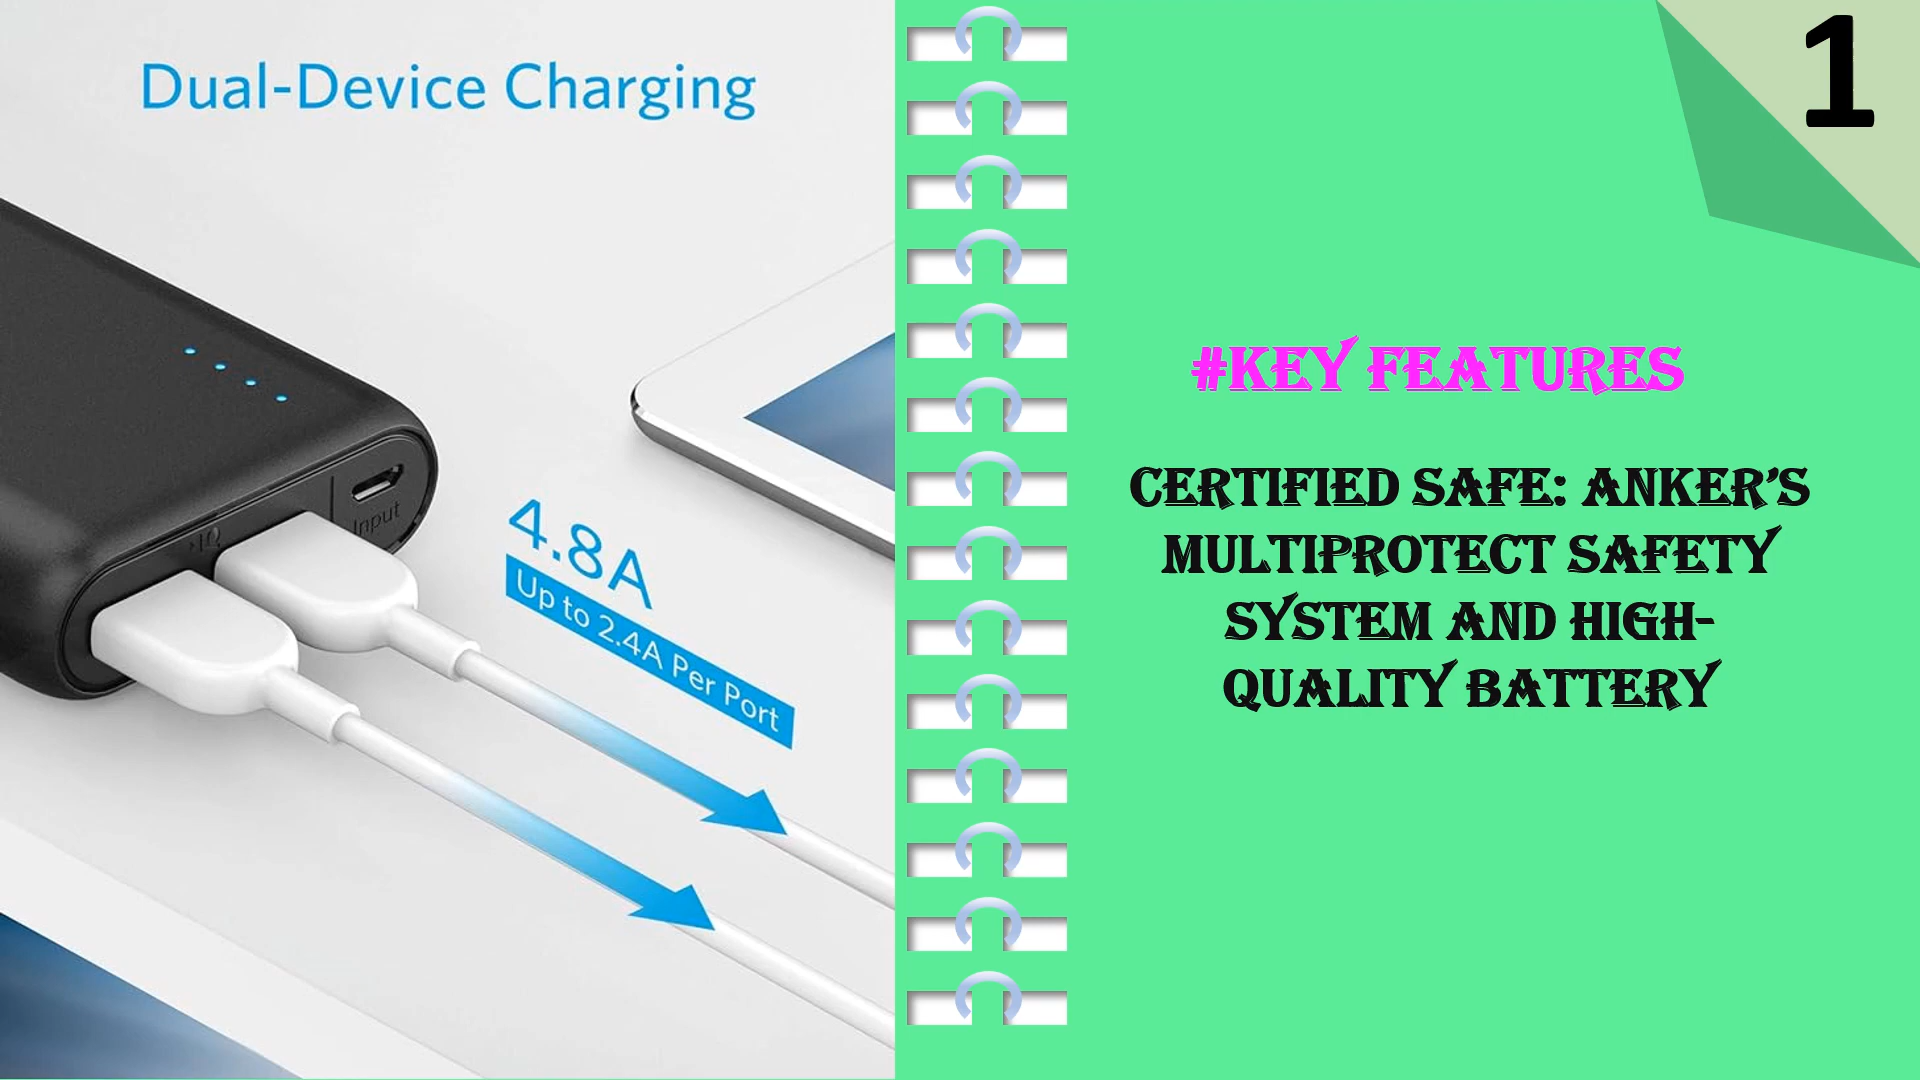 Dual-Device Charging
Input
4.8A
Up to 2.4A Per Port
1
#KEY FEATURES
CERTIFIED SAFE: ANKER’S
MULTIPROTECT SAFETY
SYSTEM AND HIGH-
QUALITY BATTERY